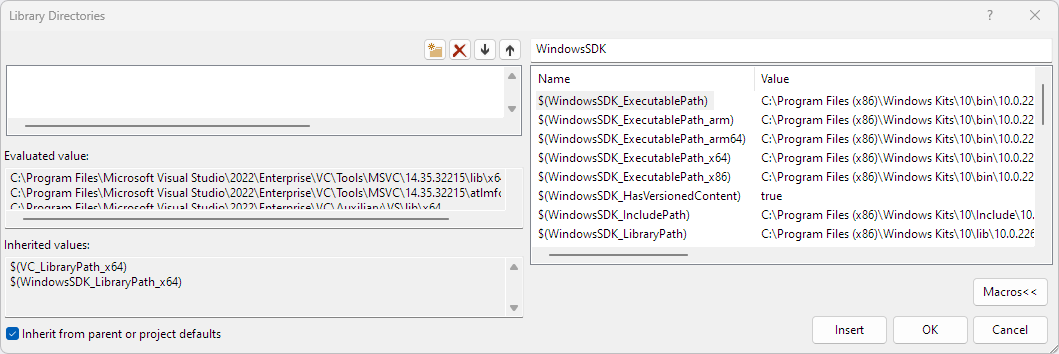 Library Directories
WindowsSDK
Name Value
$(WindowsSDK_ExecutablePath) C:\Program Files (x86)\Windows Kits\10\bin\10.0.22
$(WindowsSDK_ExecutablePath_arm) C:\Program Files (x86)\Windows Kits\10\bin\10.0.22
$(WindowsSDK_ExecutablePath_arm64) C:\Program Files (x86)\Windows Kits\10\bin\10.0.22
$(WindowsSDK_ExecutablePath_x64) C:\Program Files (x86)\Windows Kits\10\bin\10.0.22
$(WindowsSDK_ExecutablePath_x86) C:\Program Files (x86)\Windows Kits\10\bin\10.0.22
$(WindowsSDK_HasVersionedContent) true
$(WindowsSDK_IncludePath) C:\Program Files (x86)\Windows Kits\10\Include\10.
$(WindowsSDK_LibraryPath) C:\Program Files (x86)\Windows Kits\10\lib\10.0.226
Evaluated value:
C:\Program Files\Microsoft Visual Studio\2022\Enterprise\VC\Tools\MSVC\14.35.32215\lib\x64
C:\Program Files\Microsoft Visual Studio\2022\Enterprise\VC\Tools\MSVC\14.35.32215\atlmfc
C:\Program Files\Microsoft Visual Studio\2022\Enterprise\VC\Auxiliary\VS\lib\x64
Inherited values:
$(VC_LibraryPath_x64)
$(WindowsSDK_LibraryPath_x64)
Inherit from parent or project defaults
Macros<<
Insert OK Cancel